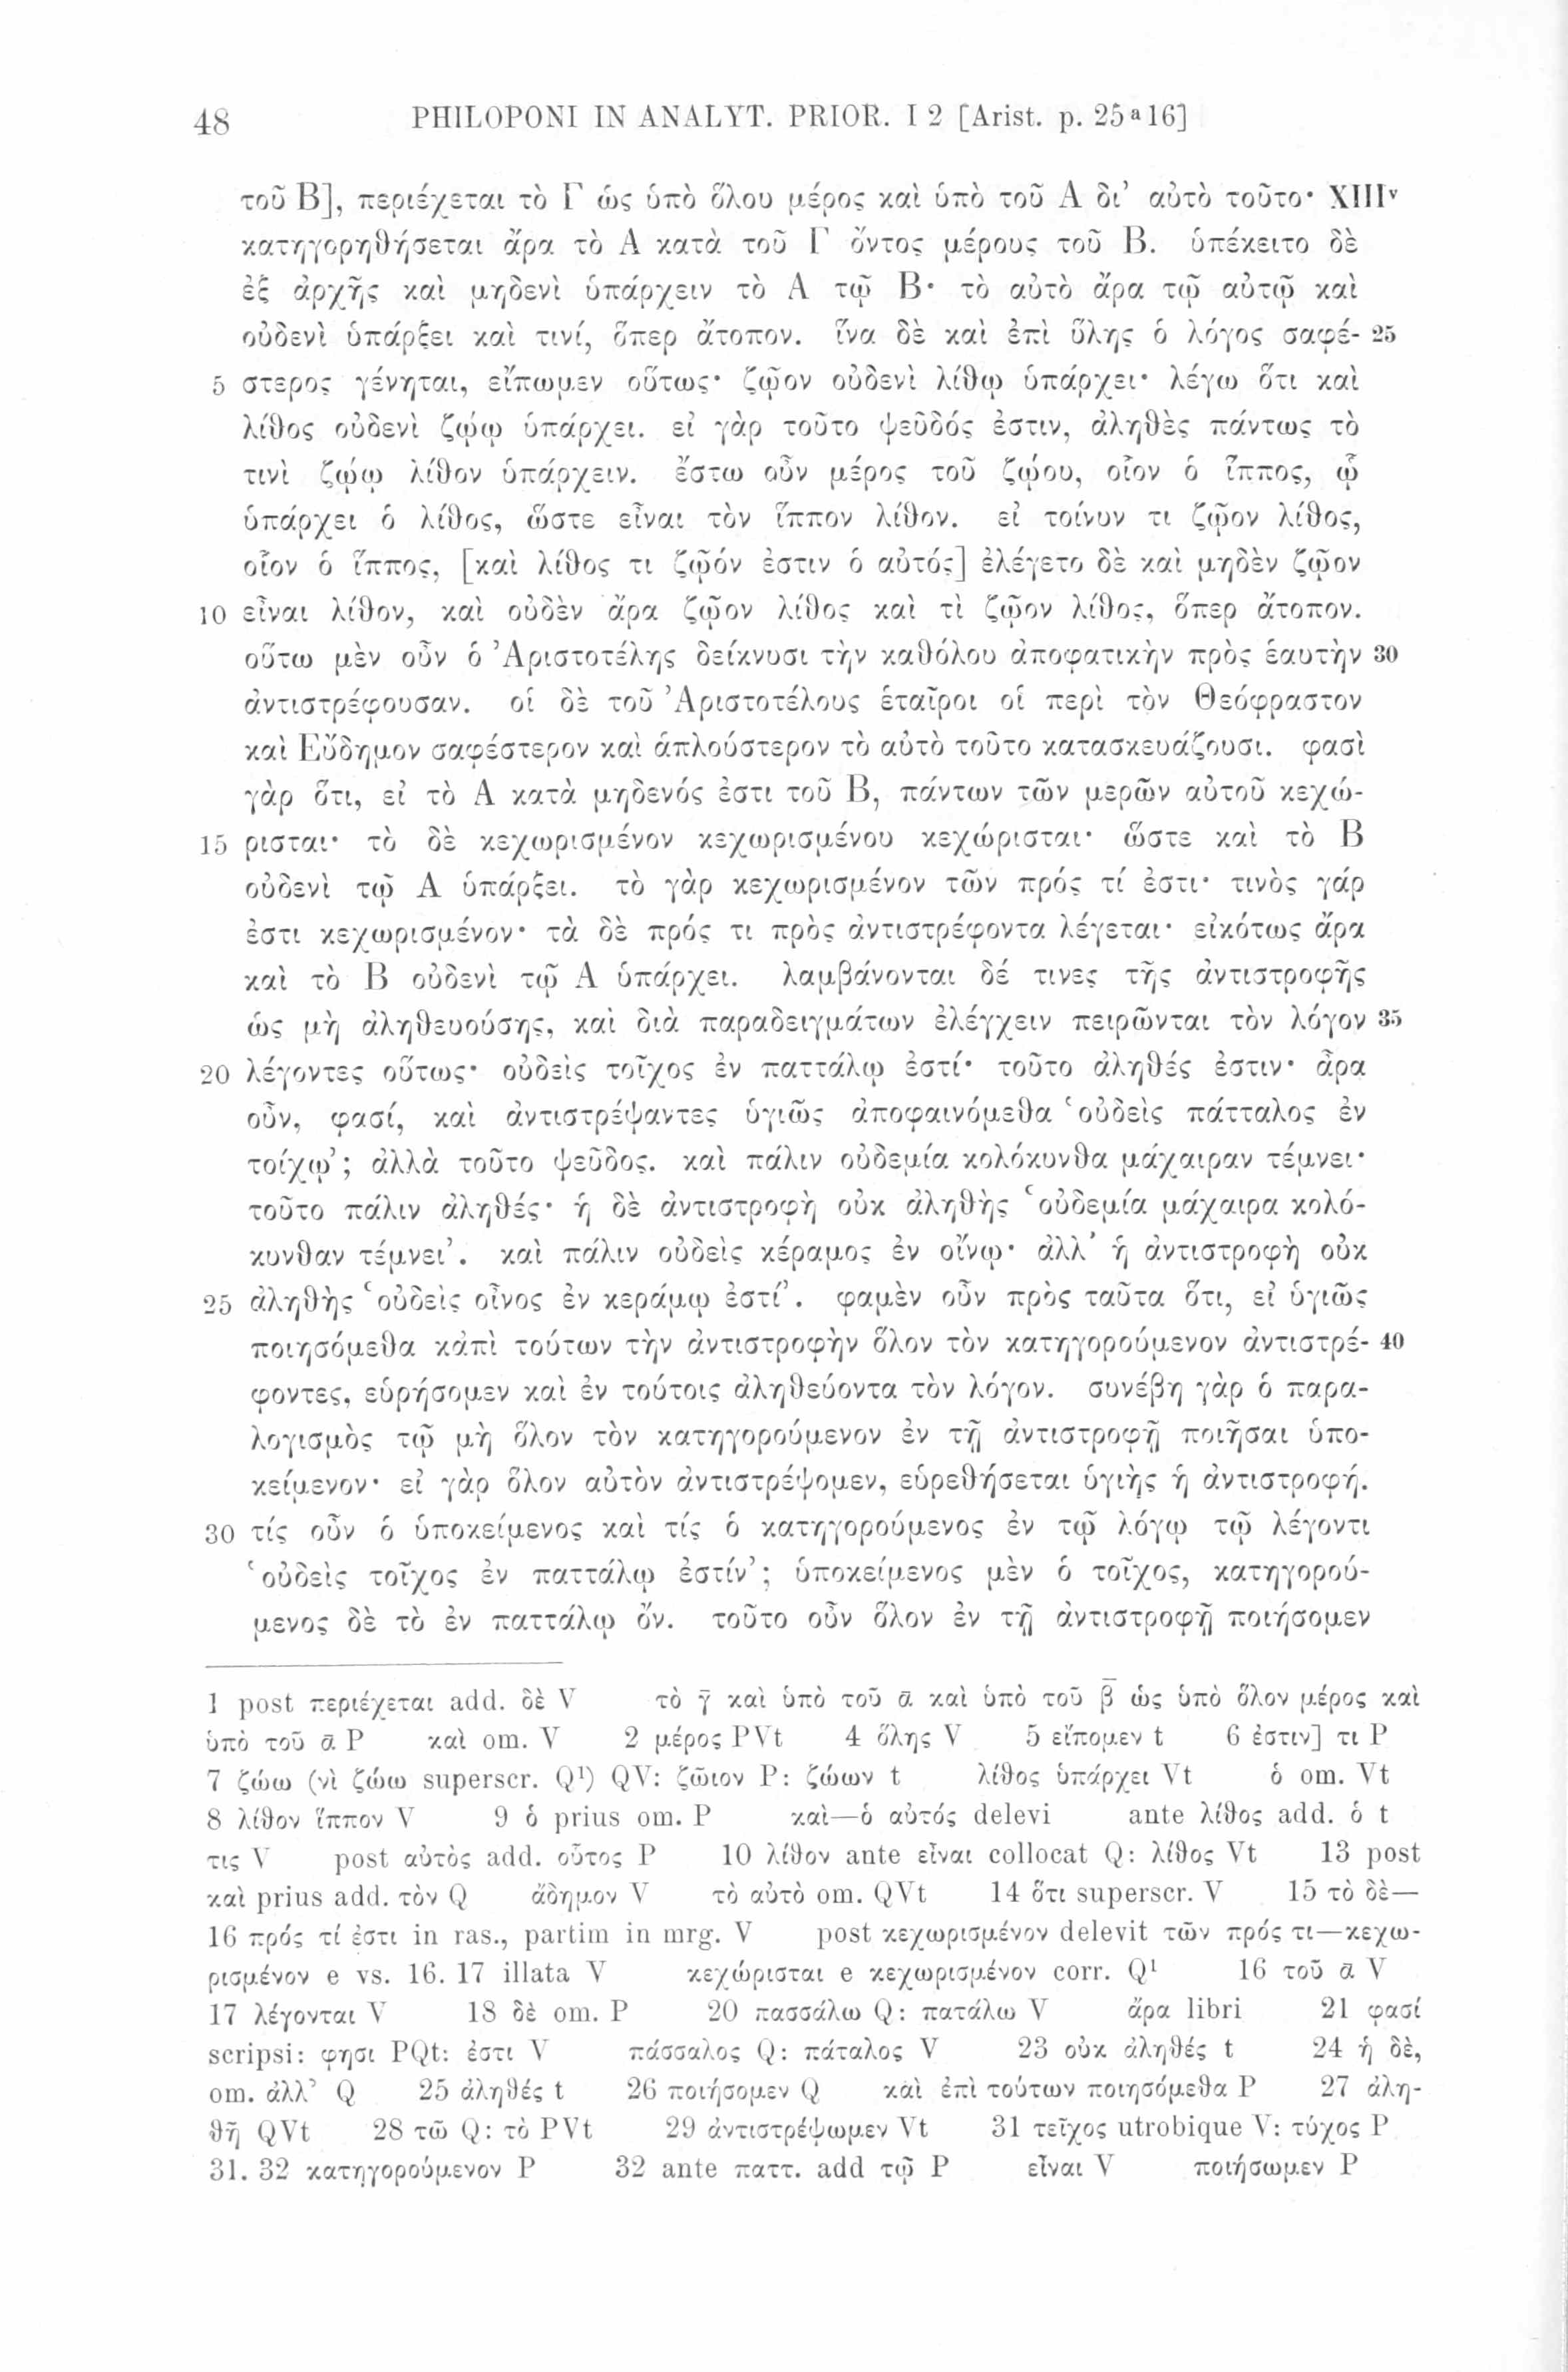 48 PHILOPONI IN ANALYT. PRIOR. I 2 [Arist. p. 25ᵃ16]
τοῦ Β], περιέχεται τὸ Γ ὡς ὑπὸ ὅλου μέρος καὶ ὑπὸ τοῦ Α δι’ αὐτὸ τοῦτο· XIIIᵛ
κατηγορηθήσεται ἄρα τὸ Α κατὰ τοῦ Γ ὄντος μέρους τοῦ Β. ὑπέκειτο δὲ
ἐξ ἀρχῆς καὶ μηδενὶ ὑπάρχειν τὸ Α τῷ Β· τὸ αὐτὸ ἄρα τῷ αὐτῷ καὶ
οὐδενὶ ὑπάρξει καὶ τινί, ὅπερ ἄτοπον. ἵνα δὲ καὶ ἐπὶ ὕλης ὁ λόγος σαφέ- 25
5 στερος γένηται, εἴπωμεν οὕτως· ζῷον οὐδενὶ λίθῳ ὑπάρχει· λέγω ὅτι καὶ
λίθος οὐδενὶ ζῴῳ ὑπάρχει. εἰ γὰρ τοῦτο ψεῦδός ἐστιν, ἀληθὲς πάντως τὸ
τινὶ ζῴῳ λίθον ὑπάρχειν. ἔστω οὖν μέρος τοῦ ζῴου, οἷον ὁ ἵππος, ᾧ
ὑπάρχει ὁ λίθος, ὥστε εἶναι τὸν ἵππον λίθον. εἰ τοίνυν τι ζῷον λίθος,
οἷον ὁ ἵππος, [καὶ λίθος τι ζῷόν ἐστιν ὁ αὐτός] ἐλέγετο δὲ καὶ μηδὲν ζῷον
10 εἶναι λίθον, καὶ οὐδὲν ἄρα ζῷον λίθος καὶ τὶ ζῷον λίθος, ὅπερ ἄτοπον.
οὕτω μὲν οὖν ὁ Ἀριστοτέλης δείκνυσι τὴν καθόλου ἀποφατικὴν πρὸς ἑαυτὴν 30
ἀντιστρέφουσαν. οἱ δὲ τοῦ Ἀριστοτέλους ἑταῖροι οἱ περὶ τὸν Θεόφραστον
καὶ Εὔδημον σαφέστερον καὶ ἁπλούστερον τὸ αὐτὸ τοῦτο κατασκευάζουσι. φασὶ
γὰρ ὅτι, εἰ τὸ Α κατὰ μηδενός ἐστι τοῦ Β, πάντων τῶν μερῶν αὐτοῦ κεχώ-
15 ρισται· τὸ δὲ κεχωρισμένον κεχωρισμένου κεχώρισται· ὥστε καὶ τὸ Β
οὐδενὶ τῷ Α ὑπάρξει. τὸ γὰρ κεχωρισμένον τῶν πρός τί ἐστι· τινὸς γάρ
ἐστι κεχωρισμένον· τὰ δὲ πρός τι πρὸς ἀντιστρέφοντα λέγεται· εἰκότως ἄρα
καὶ τὸ Β οὐδενὶ τῷ Α ὑπάρχει. λαμβάνονται δέ τινες τῆς ἀντιστροφῆς
ὡς μὴ ἀληθευούσης, καὶ διὰ παραδειγμάτων ἐλέγχειν πειρῶνται τὸν λόγον 35
20 λέγοντες οὕτως· οὐδεὶς τοῖχος ἐν παττάλῳ ἐστί· τοῦτο ἀληθές ἐστιν· ἆρα
οὖν, φασί, καὶ ἀντιστρέψαντες ὑγιῶς ἀποφαινόμεθα ‘οὐδεὶς πάτταλος ἐν
τοίχῳ’; ἀλλὰ τοῦτο ψεῦδος. καὶ πάλιν οὐδεμία κολόκυνθα μάχαιραν τέμνει·
τοῦτο πάλιν ἀληθές· ἡ δὲ ἀντιστροφὴ οὐκ ἀληθὴς ‘οὐδεμία μάχαιρα κολό-
κυνθαν τέμνει’. καὶ πάλιν οὐδεὶς κέραμος ἐν οἴνῳ· ἀλλ’ ἡ ἀντιστροφὴ οὐκ
25 ἀληθὴς ‘οὐδεὶς οἶνος ἐν κεράμῳ ἐστί’. φαμὲν οὖν πρὸς ταῦτα ὅτι, εἰ ὑγιῶς
ποιησόμεθα κἀπὶ τούτων τὴν ἀντιστροφὴν ὅλον τὸν κατηγορούμενον ἀντιστρέ- 40
φοντες, εὑρήσομεν καὶ ἐν τούτοις ἀληθεύοντα τὸν λόγον. συνέβη γὰρ ὁ παρα-
λογισμὸς τῷ μὴ ὅλον τὸν κατηγορούμενον ἐν τῇ ἀντιστροφῇ ποιῆσαι ὑπο-
κείμενον· εἰ γὰρ ὅλον αὐτὸν ἀντιστρέψομεν, εὑρεθήσεται ὑγιὴς ἡ ἀντιστροφή.
30 τίς οὖν ὁ ὑποκείμενος καὶ τίς ὁ κατηγορούμενος ἐν τῷ λόγῳ τῷ λέγοντι
‘οὐδεὶς τοῖχος ἐν παττάλῳ ἐστίν’; ὑποκείμενος μὲν ὁ τοῖχος, κατηγορού-
μενος δὲ τὸ ἐν παττάλῳ ὄν. τοῦτο οὖν ὅλον ἐν τῇ ἀντιστροφῇ ποιήσομεν
1 post περιέχεται add. δὲ V τὸ γ̄ καὶ ὑπὸ τοῦ ᾱ καὶ ὑπὸ τοῦ β̄ ὡς ὑπὸ ὅλον μέρος καὶ
ὑπὸ τοῦ ᾱ P καὶ om. V 2 μέρος PVt 4 ὅλης V 5 εἴπομεν t 6 ἐστιν] τι P
7 ζώω (νὶ ζώω superscr. Q¹) QV: ζῶιον P: ζώων t λίθος ὑπάρχει Vt ὁ om. Vt
8 λίθον ἵππον V 9 ὁ prius om. P καὶ—ὁ αὐτός delevi ante λίθος add. ὁ t
τις V post αὐτὸς add. οὗτος P 10 λίθον ante εἶναι collocat Q: λίθος Vt 13 post
καὶ prius add. τὸν Q ἄδημον V τὸ αὐτὸ om. QVt 14 ὅτι superscr. V 15 τὸ δὲ—
16 πρός τί ἐστι in ras., partim in mrg. V post κεχωρισμένον delevit τῶν πρός τι—κεχω-
ρισμένον e vs. 16. 17 illata V κεχώρισται e κεχωρισμένον corr. Q¹ 16 τοῦ ᾱ V
17 λέγονται V 18 δὲ om. P 20 πασσάλω Q: πατάλω V ἄρα libri 21 φασί
scripsi: φησι PQt: ἐστι V πάσσαλος Q: πάταλος V 23 οὐκ ἀληθές t 24 ἡ δὲ,
om. ἀλλ’ Q 25 ἀληθές t 26 ποιήσομεν Q καὶ ἐπὶ τούτων ποιησόμεθα P 27 ἀλη-
θῆ QVt 28 τῶ Q: τὸ PVt 29 ἀντιστρέψωμεν Vt 31 τεῖχος utrobique V: τύχος P
31. 32 κατηγορούμενον P 32 ante παττ. add τῷ P εἶναι V ποιήσωμεν P